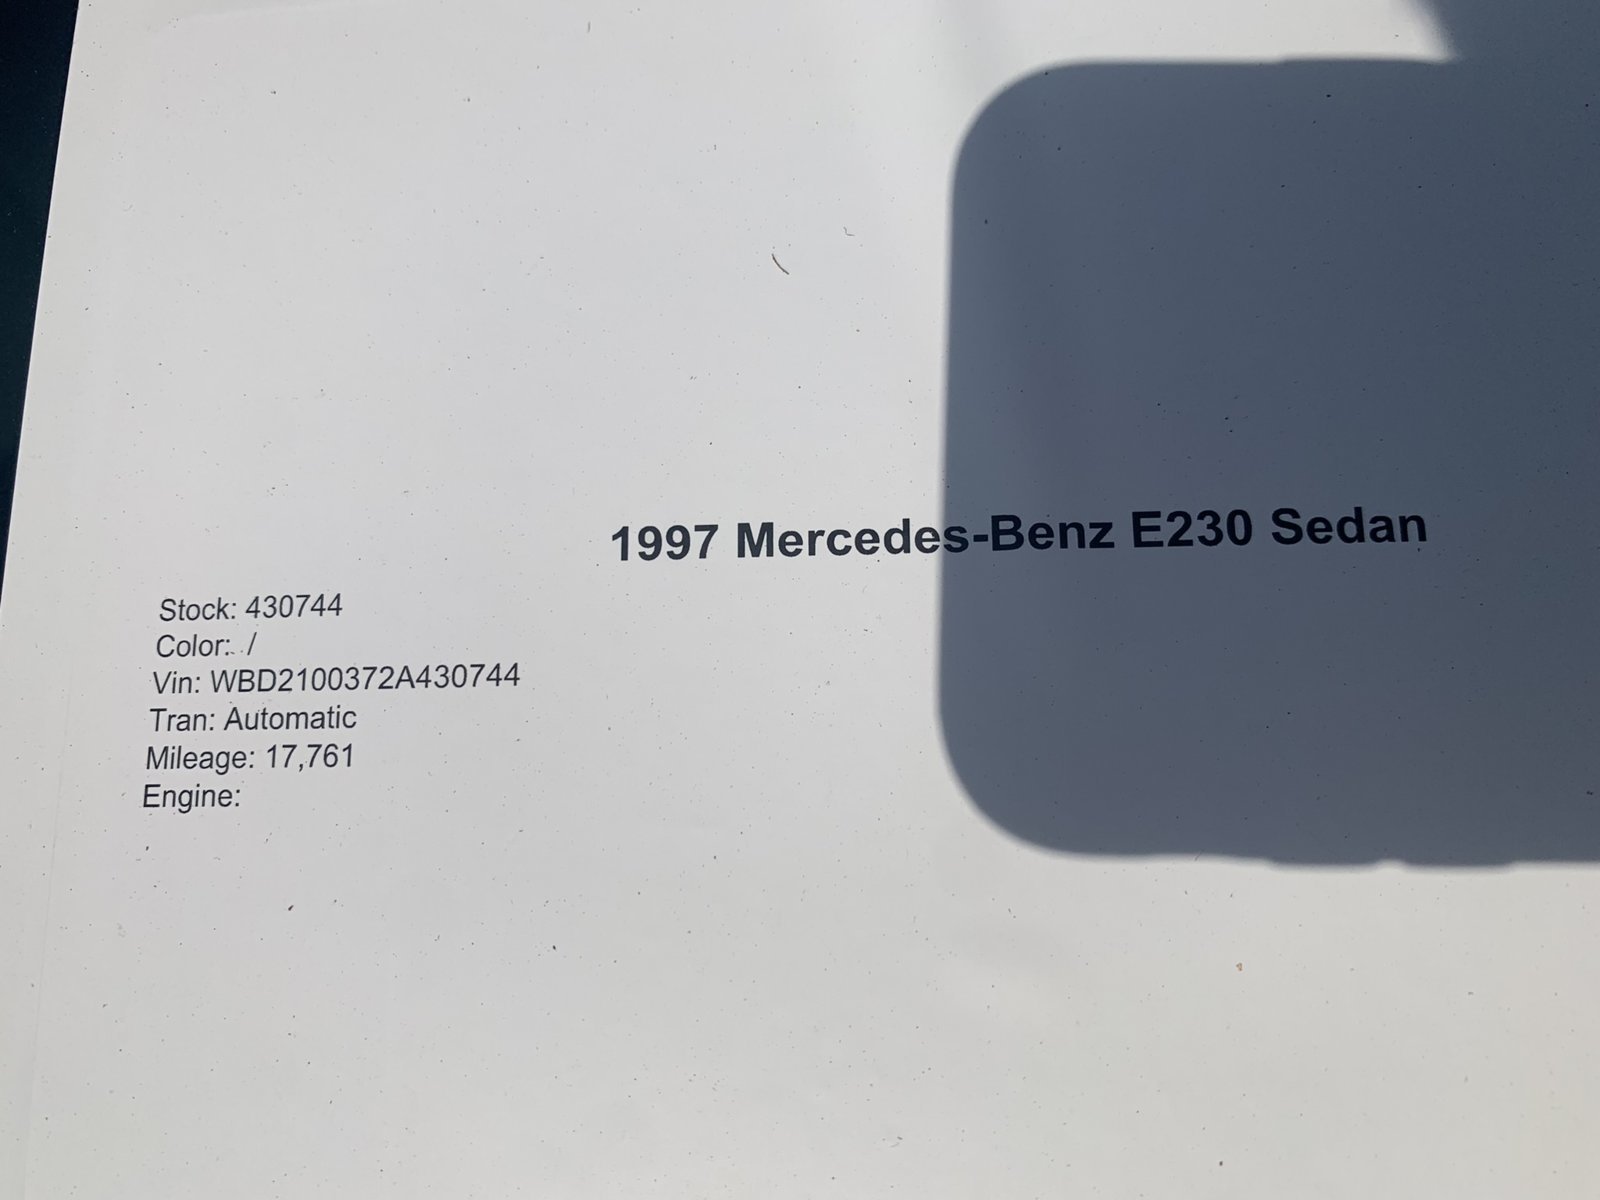 1997 Mercedes-Benz E230 Sedan
Stock: 430744
Color: /
Vin: WBD2100372A430744
Tran: Automatic
Mileage: 17,761
Engine: